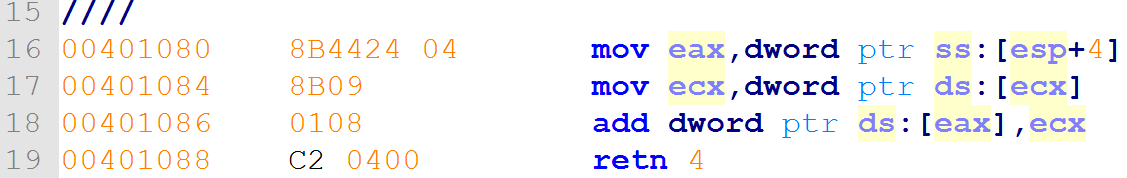 15 ////
16 00401080 8B4424 04 mov eax,dword ptr ss:[esp+4]
17 00401084 8B09 mov ecx,dword ptr ds:[ecx]
18 00401086 0108 add dword ptr ds:[eax],ecx
19 00401088 C2 0400 retn 4